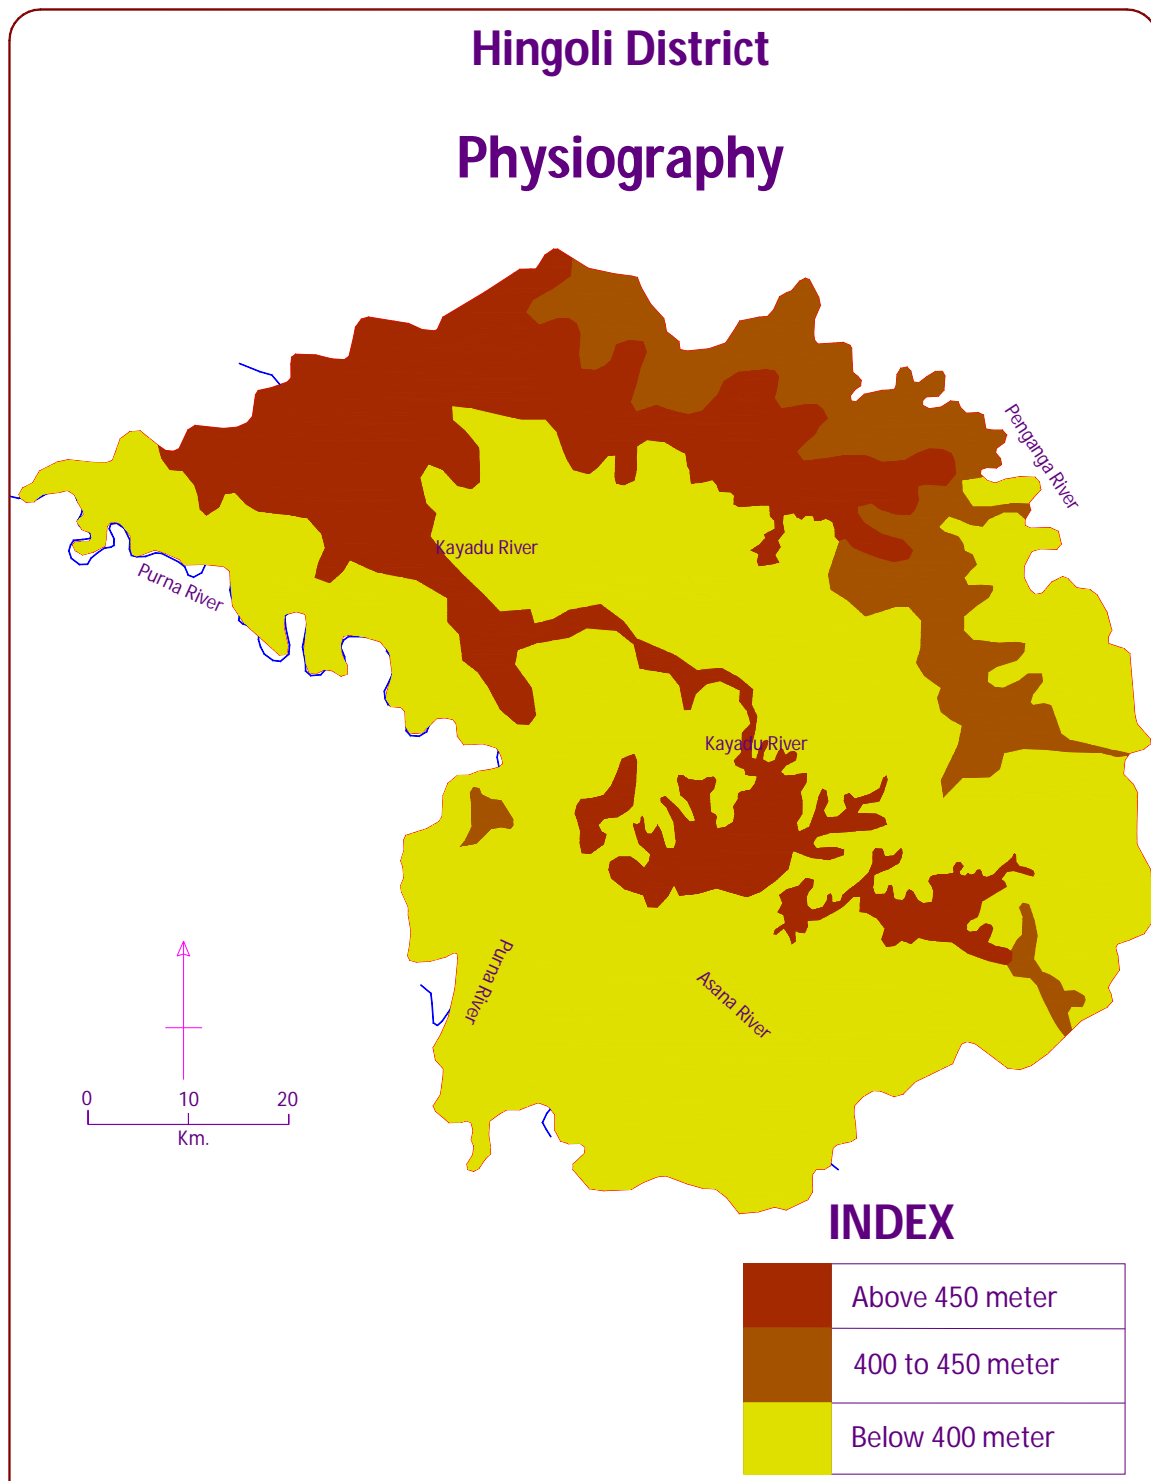 Hingoli District
Physiography
Penganga River
Kayadu River
Purna River
Kayadu River
Purna River
Asana River
0 10 20
Km.
INDEX
Above 450 meter
400 to 450 meter
Below 400 meter